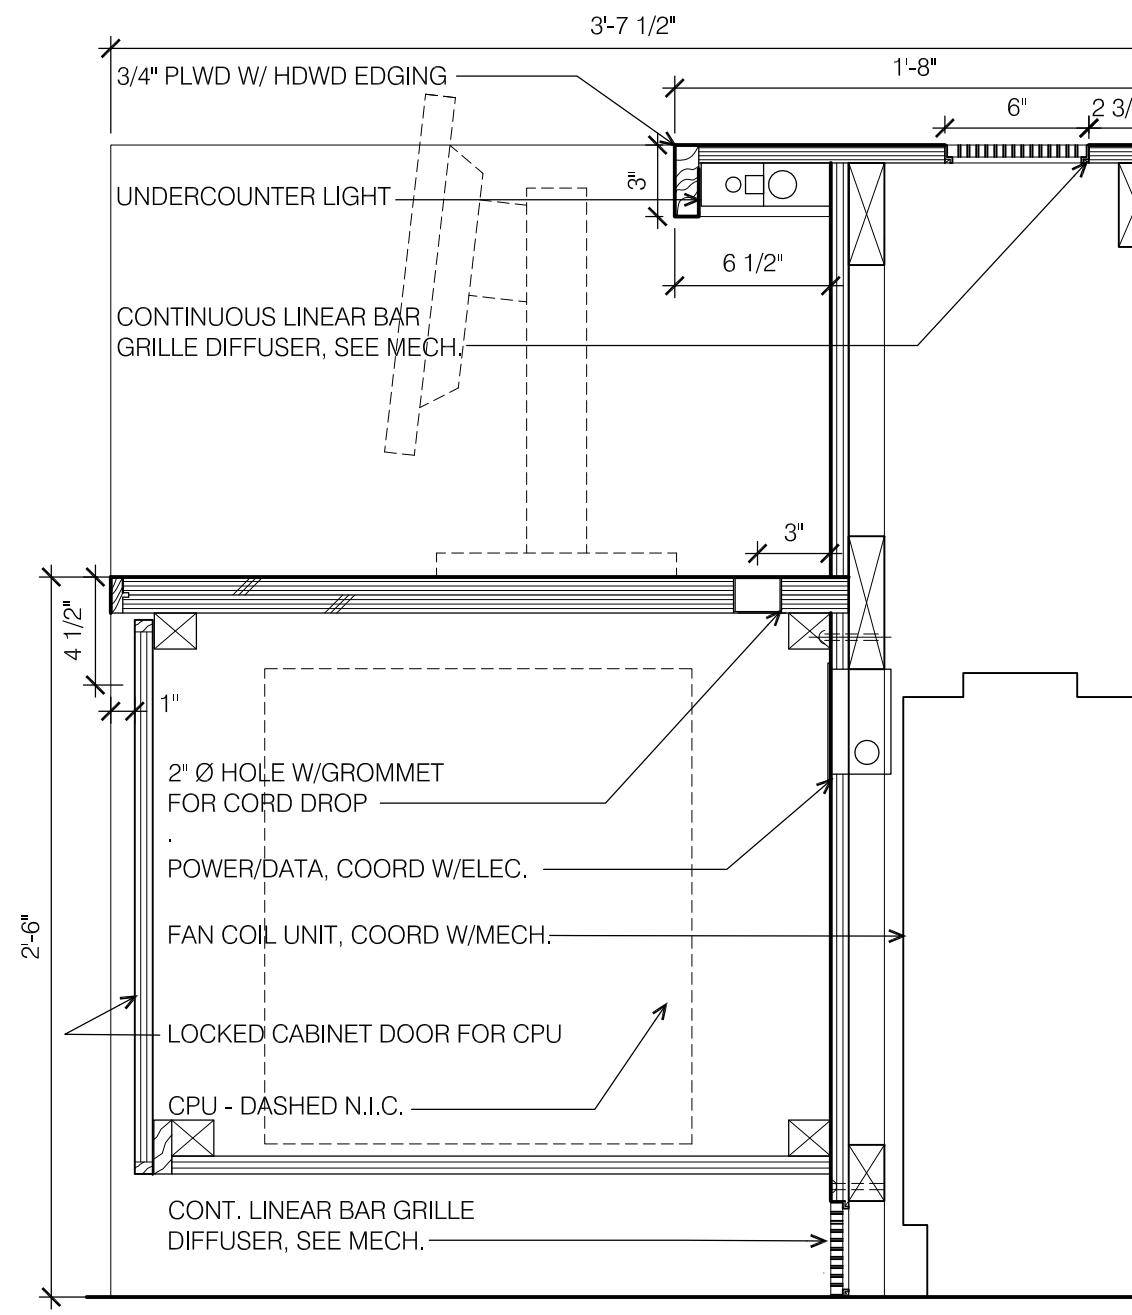 3'-7 1/2"
3/4" PLWD W/ HDWD EDGING
1'-8"
6"
2 3/
UNDERCOUNTER LIGHT
3"
6 1/2"
CONTINUOUS LINEAR BAR
GRILLE DIFFUSER, SEE MECH.
3"
4 1/2"
1"
2" Ø HOLE W/GROMMET
FOR CORD DROP
.
POWER/DATA, COORD W/ELEC.
2'-6"
FAN COIL UNIT, COORD W/MECH.
LOCKED CABINET DOOR FOR CPU
CPU - DASHED N.I.C.
CONT. LINEAR BAR GRILLE
DIFFUSER, SEE MECH.